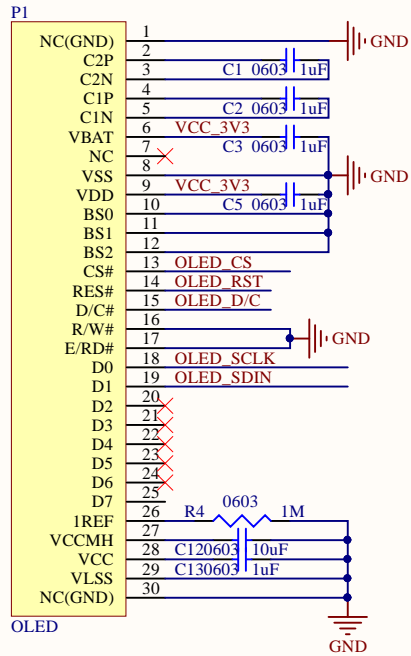 P1
NC(GND) 1 GND
C2P 2
C2N 3 C1 0603 1uF
C1P 4
C1N 5 C2 0603 1uF
VBAT 6 VCC_3V3
NC 7 C3 0603 1uF
VSS 8 GND
VDD 9 VCC_3V3
BS0 10 C5 0603 1uF
BS1 11
BS2 12
CS# 13 OLED_CS
RES# 14 OLED_RST
D/C# 15 OLED_D/C
R/W# 16 GND
E/RD# 17
D0 18 OLED_SCLK
D1 19 OLED_SDIN
D2 20
D3 21
D4 22
D5 23
D6 24
D7 25 0603
1REF 26 R4 1M
VCCMH 27
VCC 28 C120603 10uF
VLSS 29 C130603 1uF
NC(GND) 30
OLED
GND